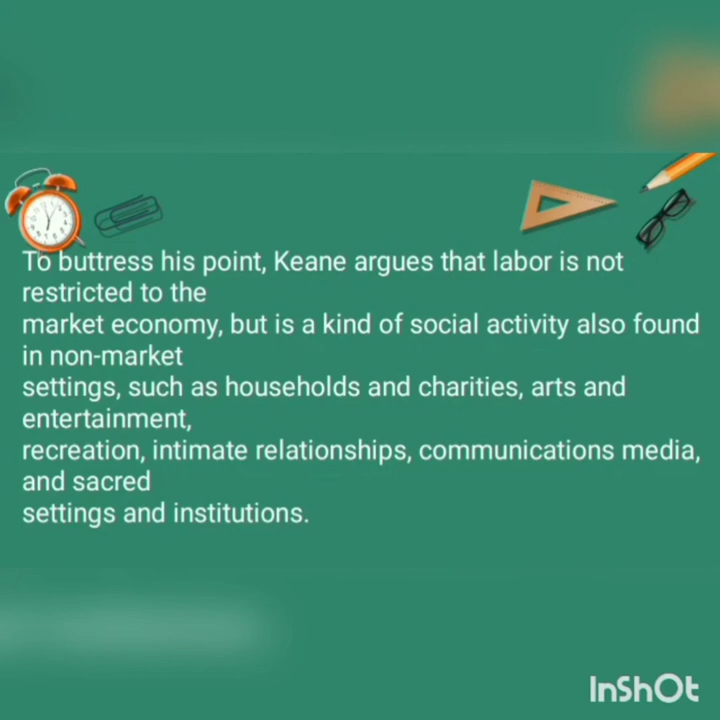 To buttress his point, Keane argues that labor is not
restricted to the
market economy, but is a kind of social activity also found
in non-market
settings, such as households and charities, arts and
entertainment,
recreation, intimate relationships, communications media,
and sacred
settings and institutions.
InShOt